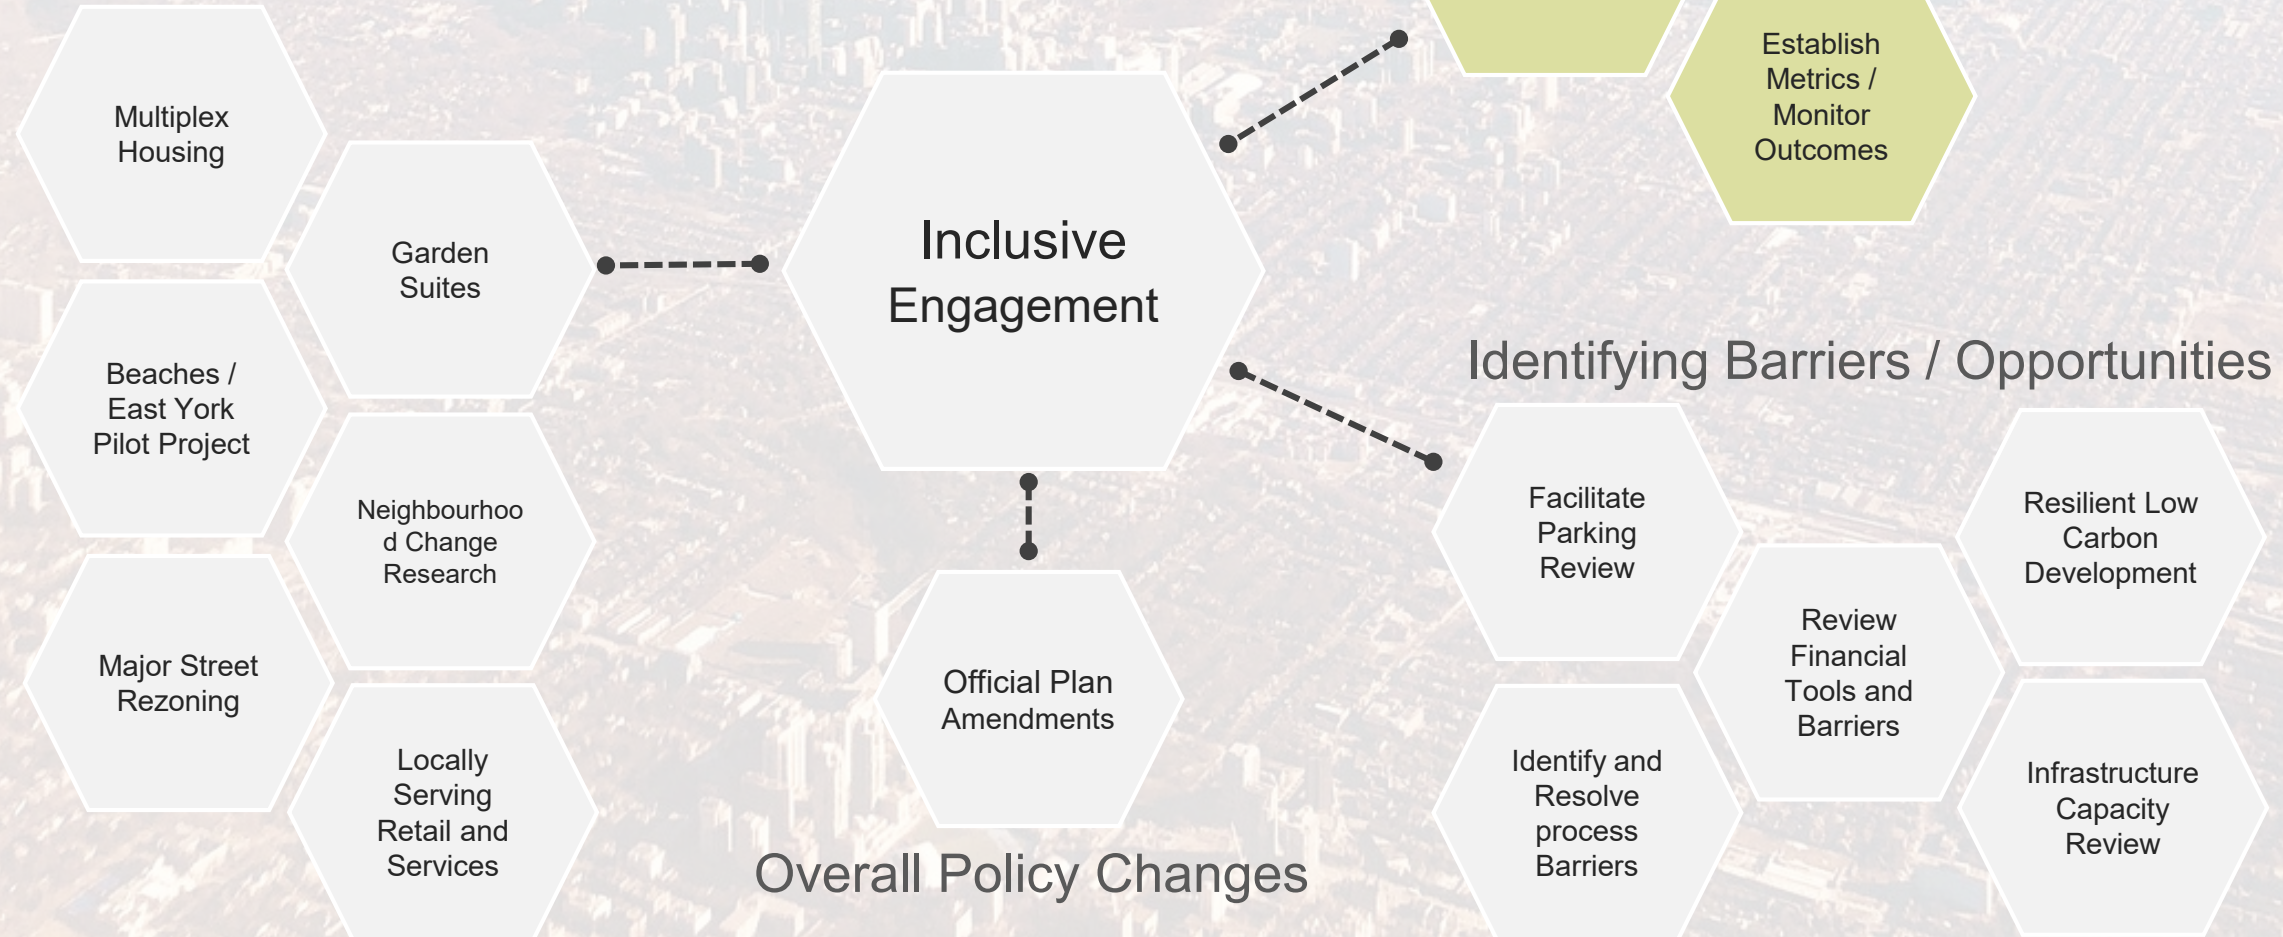 Multiplex
Housing
Garden
Suites
Beaches /
East York
Pilot Project
Neighbourhoo
d Change
Research
Major Street
Rezoning
Locally
Serving
Retail and
Services
Inclusive
Engagement
Official Plan
Amendments
Overall Policy Changes
Establish
Metrics /
Monitor
Outcomes
Identifying Barriers / Opportunities
Facilitate
Parking
Review
Resilient Low
Carbon
Development
Review
Financial
Tools and
Barriers
Identify and
Resolve
process
Barriers
Infrastructure
Capacity
Review